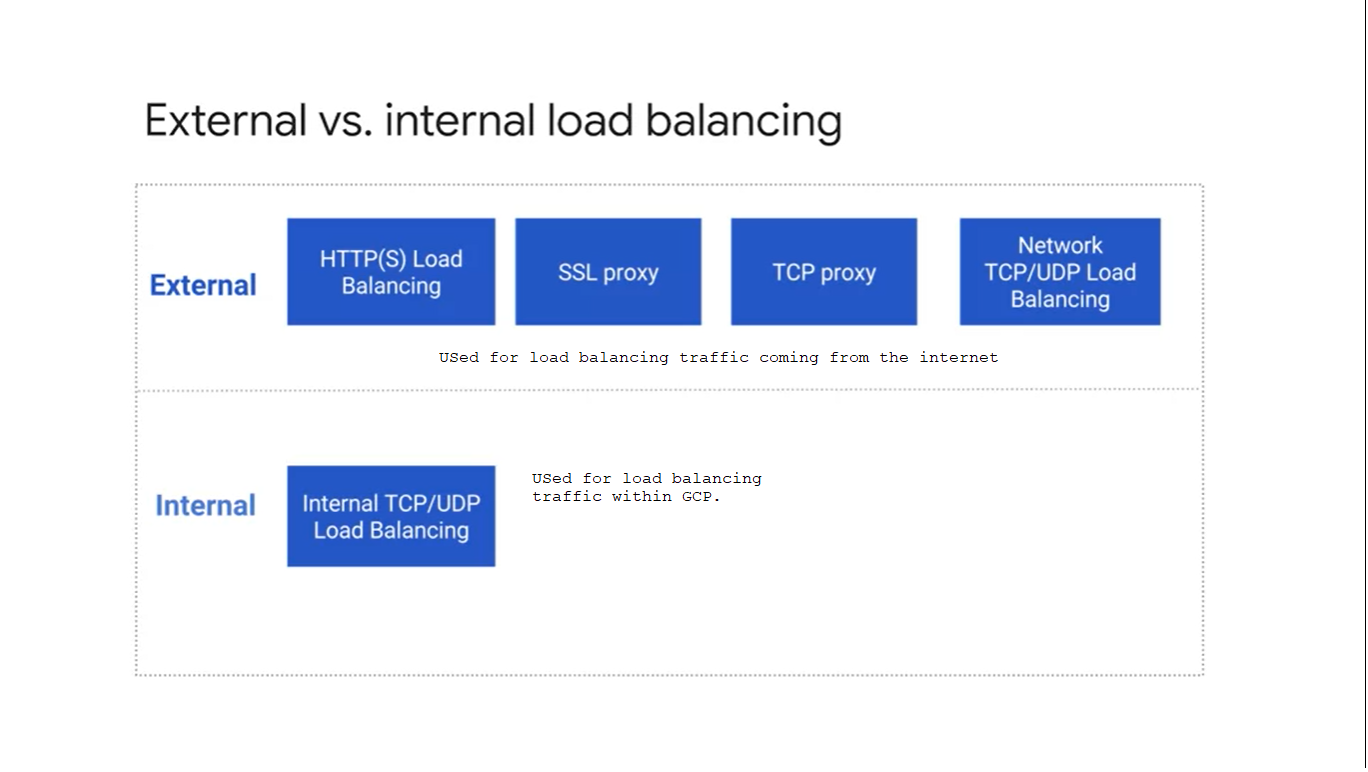 External vs. internal load balancing
External
HTTP(S) Load
Balancing
SSL proxy
TCP proxy
Network
TCP/UDP Load
Balancing
USed for load balancing traffic coming from the internet
Internal
Internal TCP/UDP
Load Balancing
USed for load balancing
traffic within GCP.